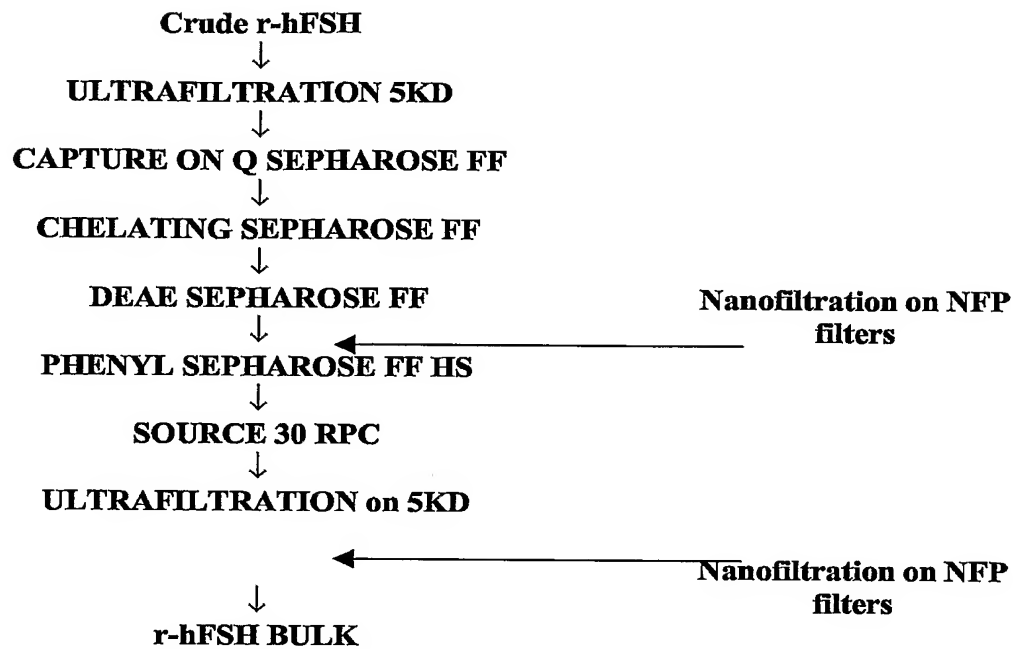 Crude r-hFSH
↓
ULTRAFILTRATION 5KD
↓
CAPTURE ON Q SEPHAROSE FF
↓
CHELATING SEPHAROSE FF
↓
DEAE SEPHAROSE FF
↓
Nanofiltration on NFP
filters
PHENYL SEPHAROSE FF HS
↓
SOURCE 30 RPC
↓
ULTRAFILTRATION on 5KD
Nanofiltration on NFP
filters
↓
r-hFSH BULK